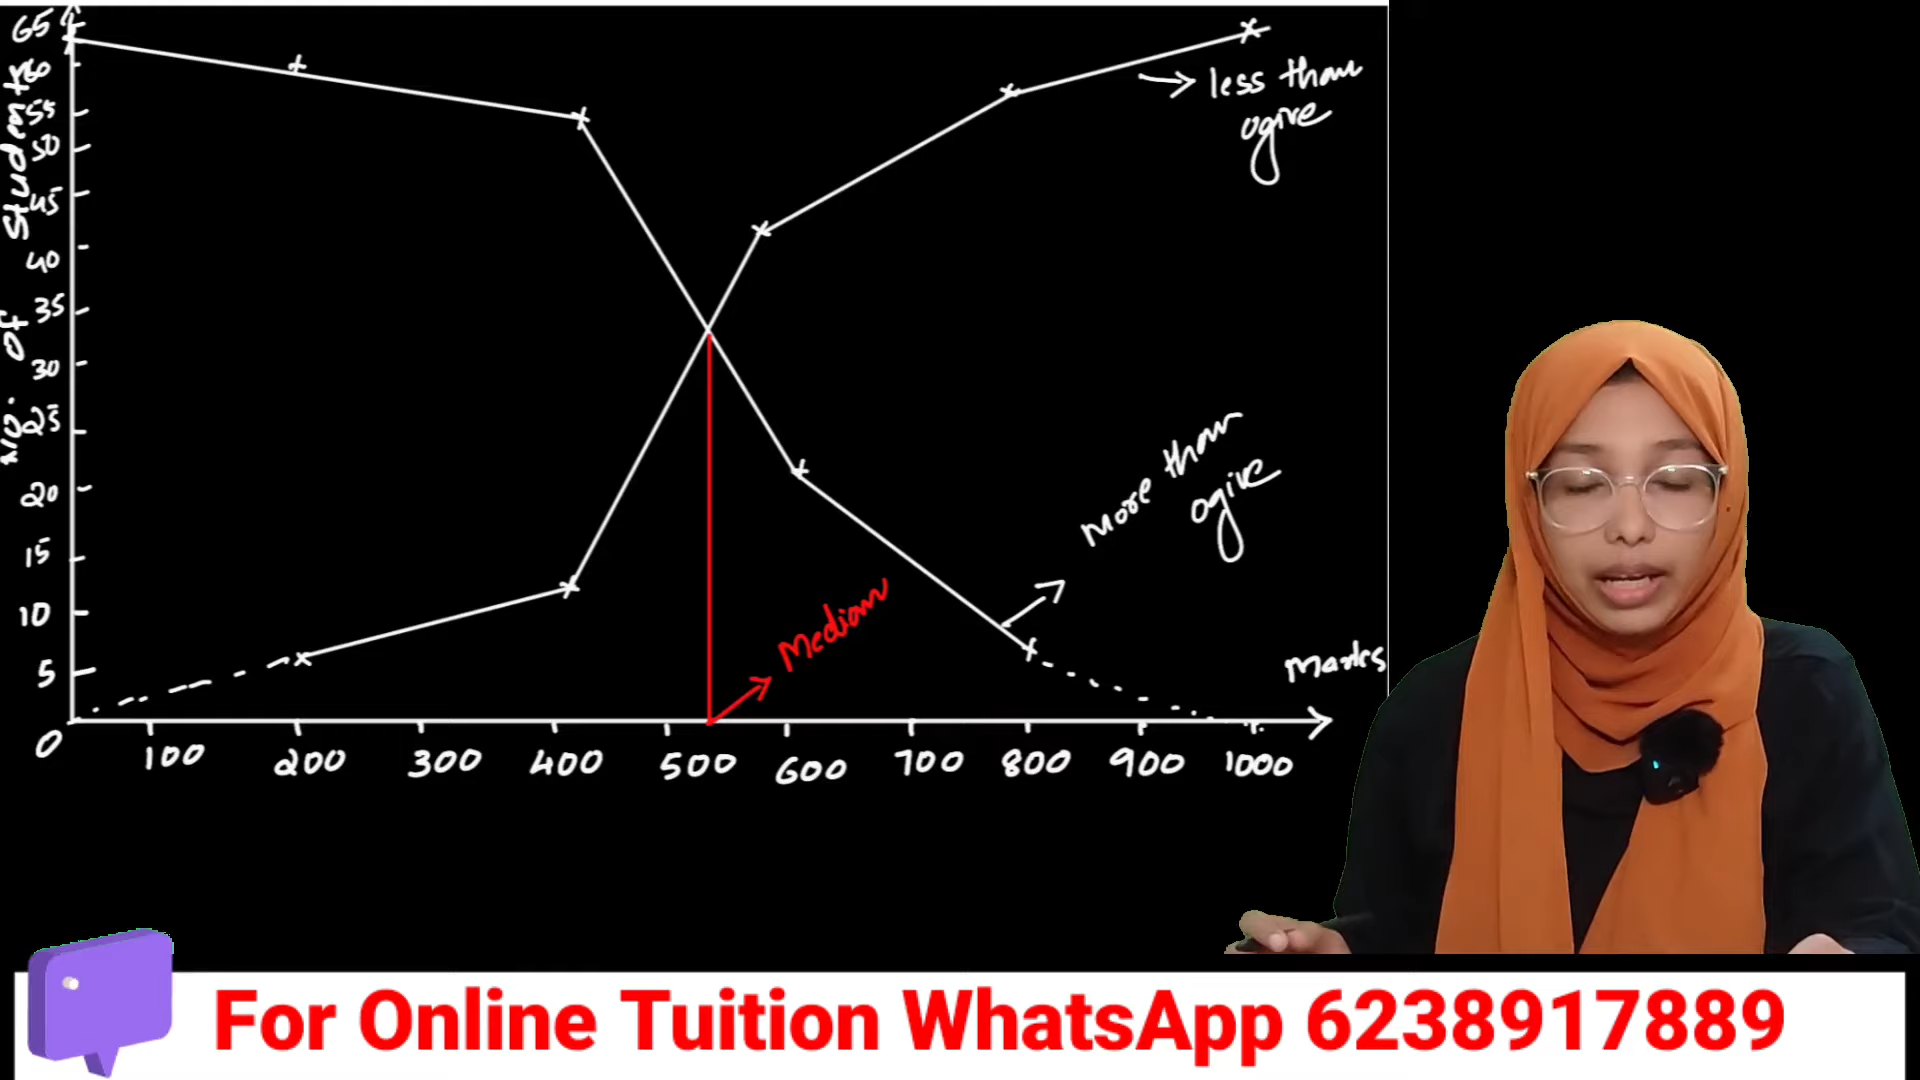 65
60
55
50
45
40
35
30
25
20
15
10
5
0
No. of Students
less than
ogive
More than
ogive
Median
Marks
100 200 300 400 500 600 700 800 900 1000
For Online Tuition WhatsApp 6238917889